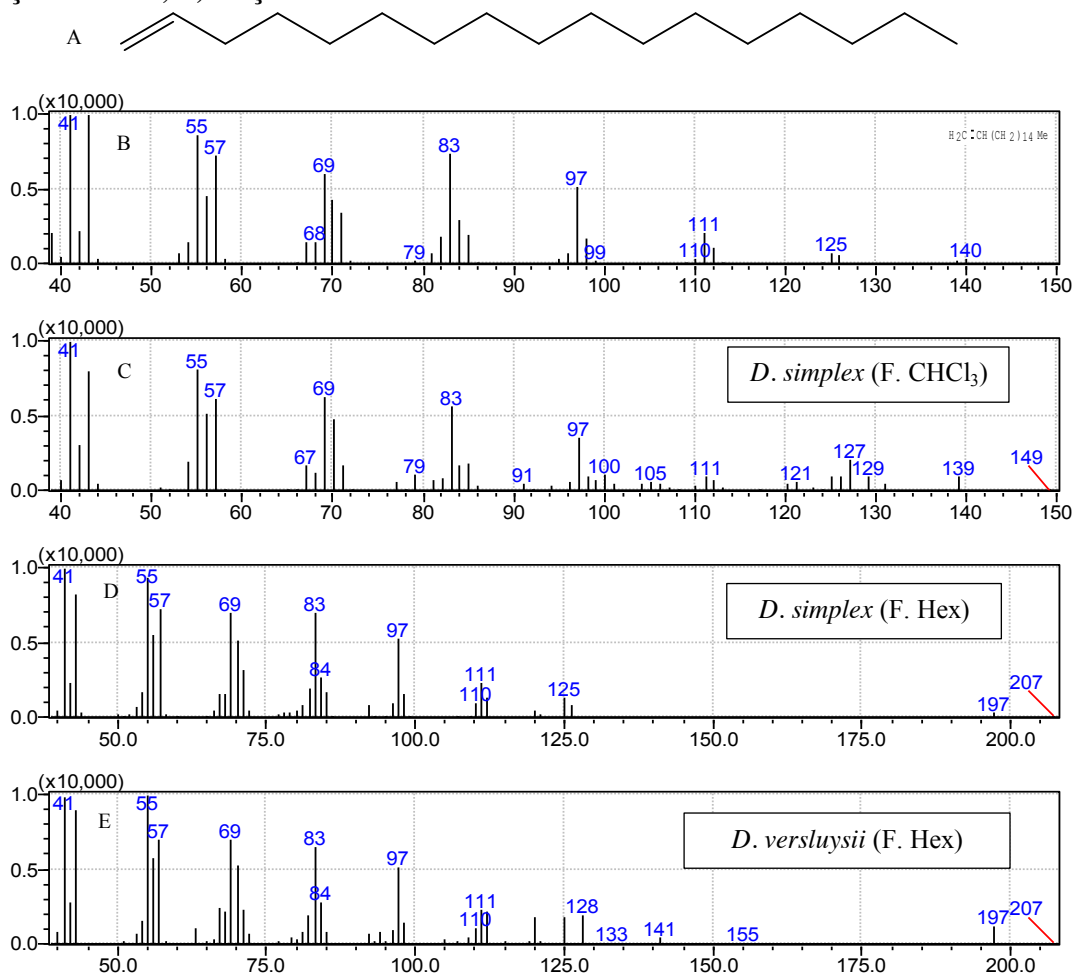 A
(x10,000)
B
H2C:CH(CH2)14Me
1.0
0.5
0.0
41 55 57 68 69 79 83 97 99 110 111 125 140
40 50 60 70 80 90 100 110 120 130 140 150
(x10,000)
C
D. simplex (F. CHCl3)
1.0
0.5
0.0
41 55 57 67 69 79 83 91 97 100 105 111 121 127 129 139 149
40 50 60 70 80 90 100 110 120 130 140 150
(x10,000)
D
D. simplex (F. Hex)
1.0
0.5
0.0
41 55 57 69 83 84 97 110 111 125 197 207
50.0 75.0 100.0 125.0 150.0 175.0 200.0
(x10,000)
E
D. versluysii (F. Hex)
1.0
0.5
0.0
41 55 57 69 83 84 97 110 111 128 133 141 155 197 207
50.0 75.0 100.0 125.0 150.0 175.0 200.0